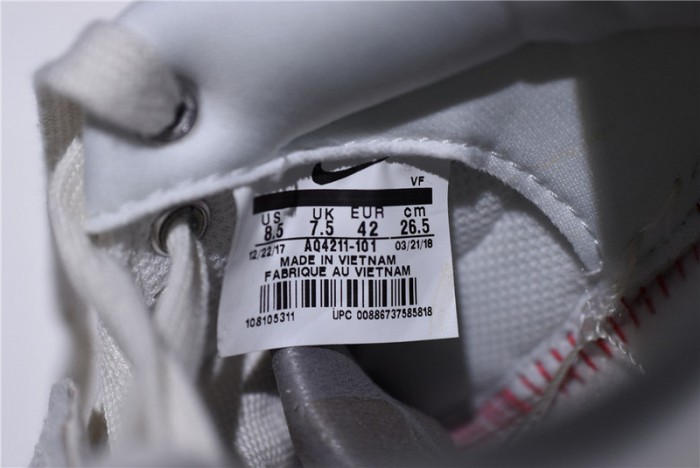 VF
US UK EUR cm
8.5 7.5 42 26.5
12/22/17 AQ4211-101 03/21/18
MADE IN VIETNAM
FABRIQUE AU VIETNAM
108105311 UPC 00886737585818